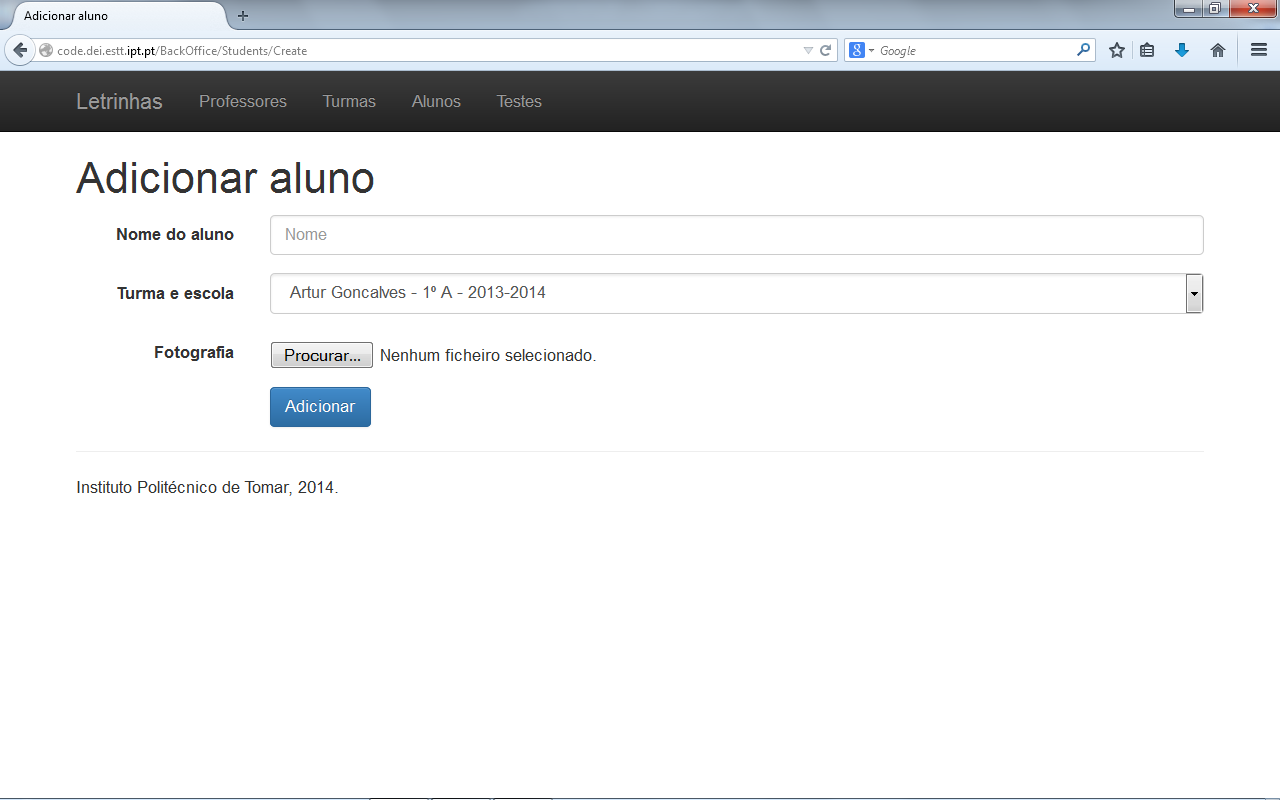 Adicionar aluno
code.dei.estt.ipt.pt/BackOffice/Students/Create
Google
Letrinhas Professores Turmas Alunos Testes
Adicionar aluno
Nome do aluno Nome
Turma e escola Artur Goncalves - 1º A - 2013-2014
Fotografia Procurar... Nenhum ficheiro selecionado.
Adicionar
Instituto Politécnico de Tomar, 2014.